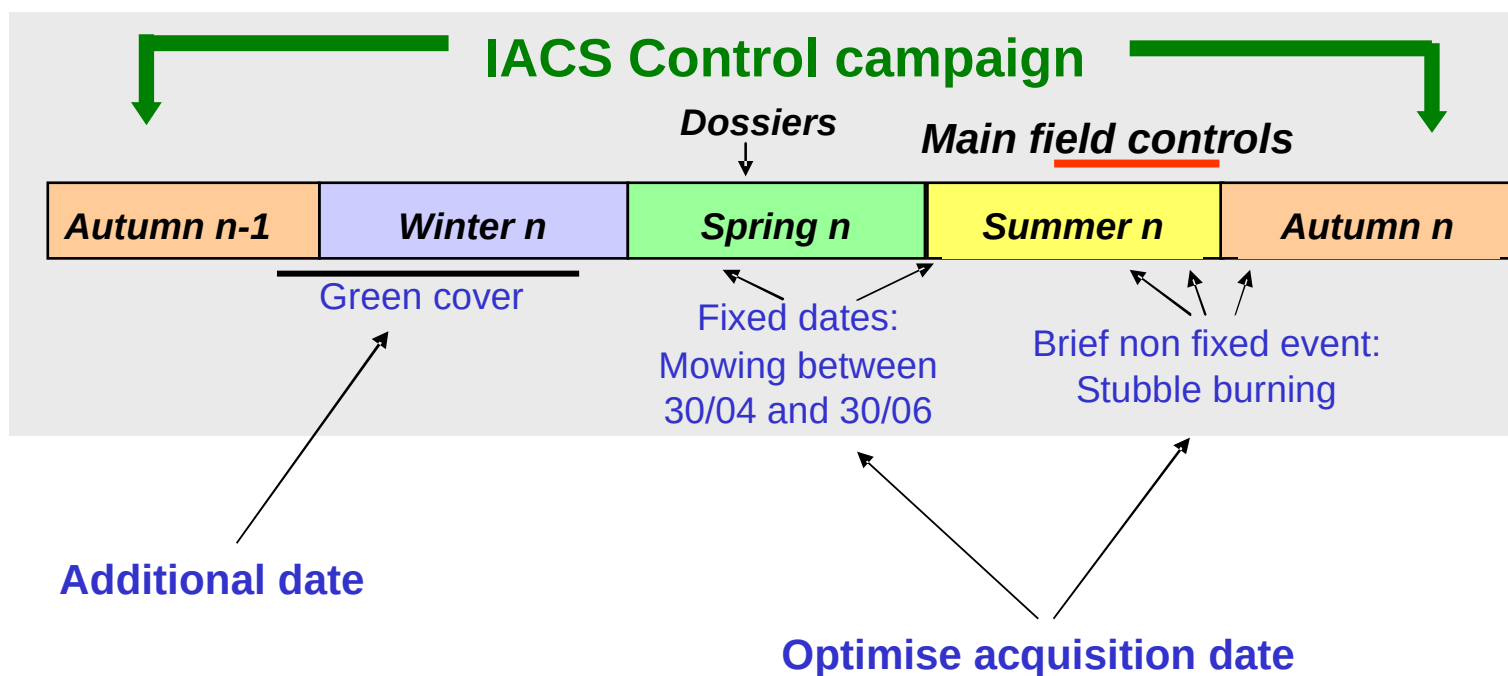 IACS Control campaign
Dossiers
Main field controls
Autumn n-1
Winter n
Spring n
Summer n
Autumn n
Green cover
Fixed dates:
Mowing between
30/04 and 30/06
Brief non fixed event:
Stubble burning
Additional date
Optimise acquisition date